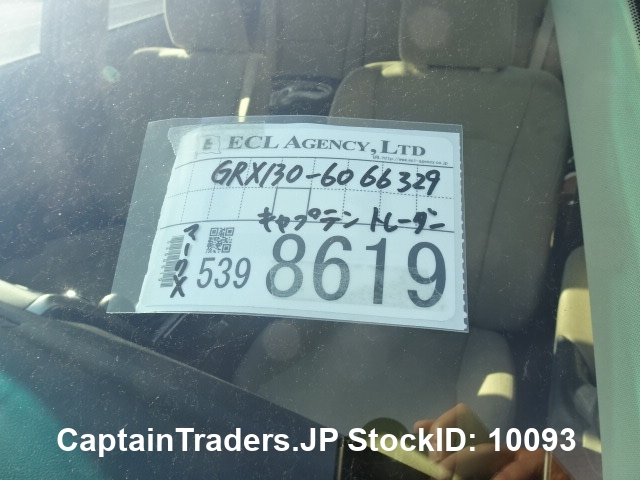 ECL AGENCY, LTD
GRX130-6066329
キャプテン トレーダー
マークX
539 8619
CaptainTraders.JP StockID: 10093